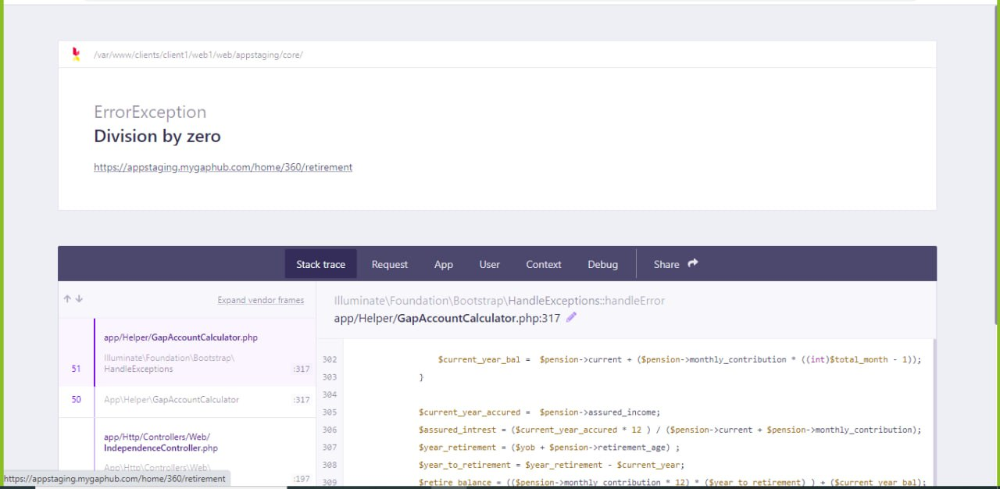 /var/www/clients/client1/web1/web/appstaging/core/
ErrorException
Division by zero
https://appstaging.mygaphub.com/home/360/retirement
Stack trace
Request
App
User
Context
Debug
Share
Expand vendor frames
app/Helper/GapAccountCalculator.php
51
Illuminate\Foundation\Bootstrap\
HandleExceptions
:317
50
App\Helper\GapAccountCalculator
:317
app/Http/Controllers/Web/
IndependenceController.php
App\Http\Controllers\Web\
:197
https://appstaging.mygaphub.com/home/360/retirement
Illuminate\Foundation\Bootstrap\HandleExceptions::handleError
app/Helper/GapAccountCalculator.php:317
302 $current_year_bal = $pension->current + ($pension->monthly_contribution * ((int)$total_month - 1));
303 }
304
305 $current_year_accured = $pension->assured_income;
306 $assured_intrest = ($current_year_accured * 12 ) / ($pension->current + $pension->monthly_contribution);
307 $year_retirement = ($yob + $pension->retirement_age) ;
308 $year_to_retirement = $year_retirement - $current_year;
309 $retire_balance = (($pension->monthly_contribution * 12) * ($year_to_retirement) ) + ($current_year_bal);